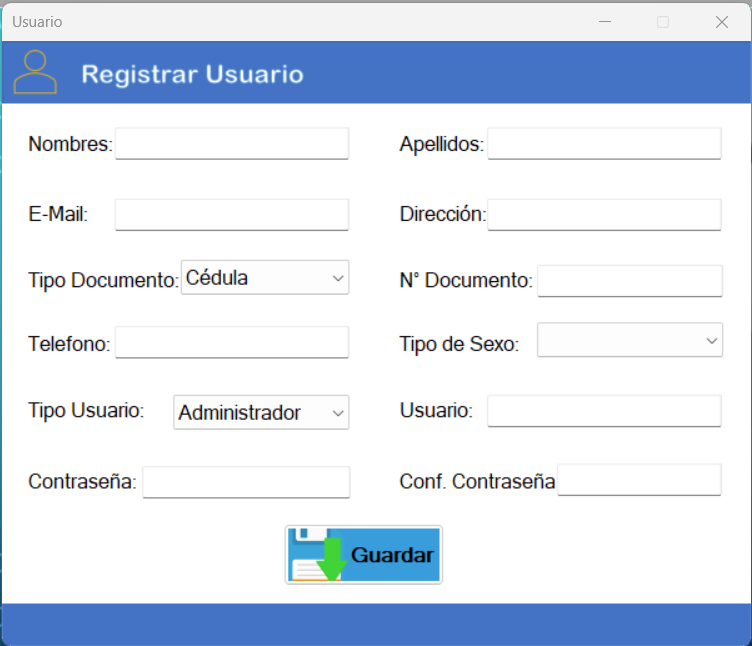 Usuario
Registrar Usuario
Nombres: Apellidos:
E-Mail: Dirección:
Tipo Documento: Cédula N° Documento:
Telefono: Tipo de Sexo:
Tipo Usuario: Administrador Usuario:
Contraseña: Conf. Contraseña
Guardar